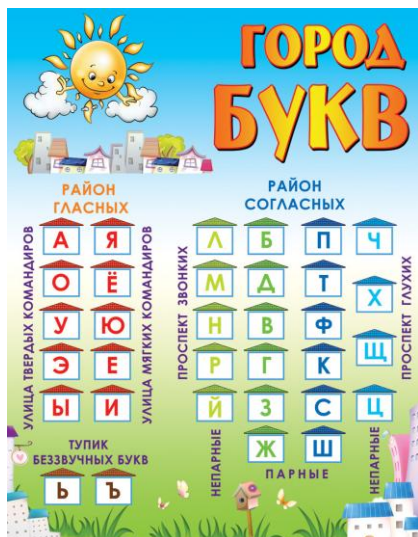 ГОРОД
БУКВ
РАЙОН
ГЛАСНЫХ
УЛИЦА ТВЕРДЫХ КОМАНДИРОВ
А Я
О Ё
У Ю
Э Е
Ы И
УЛИЦА МЯГКИХ КОМАНДИРОВ
ТУПИК
БЕЗЗВУЧНЫХ БУКВ
Ь Ъ
РАЙОН
СОГЛАСНЫХ
ПРОСПЕКТ ЗВОНКИХ
Л Б П Ч
М Д Т Х
Н В Ф Щ
Р Г К Ц
Й З С
Ж Ш
ПРОСПЕКТ ГЛУХИХ
НЕПАРНЫЕ
ПАРНЫЕ
НЕПАРНЫЕ